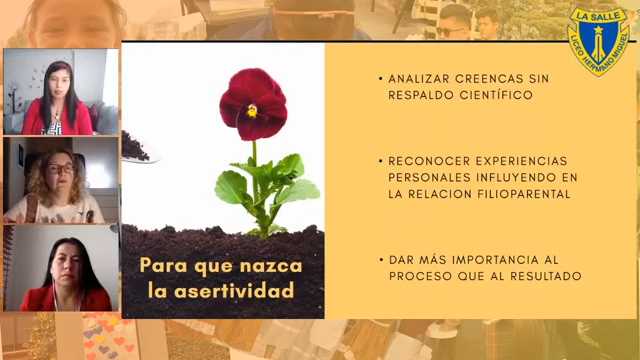 LA SALLE
LICEO HERMANO MIGUEL
• ANALIZAR CREENCAS SIN
RESPALDO CIENTÍFICO
• RECONOCER EXPERIENCIAS
PERSONALES INFLUYENDO EN
LA RELACION FILIOPARENTAL
• DAR MÁS IMPORTANCIA AL
PROCESO QUE AL RESULTADO
Para que nazca
la asertividad